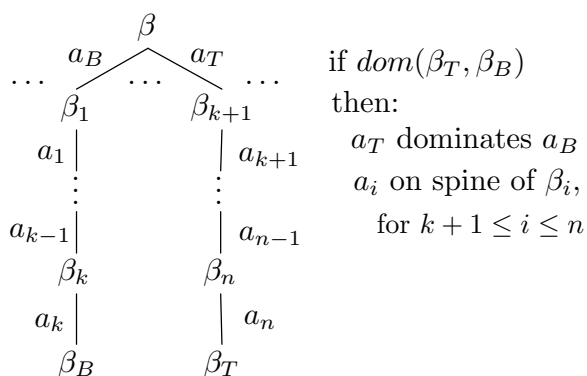 β
a_B a_T
⋯ ⋯ ⋯
β_1 β_{k+1}
a_1 a_{k+1}
⋮ ⋮
a_{k−1} a_{n−1}
β_k β_n
a_k a_n
β_B β_T
if dom(β_T, β_B)
then:
a_T dominates a_B
a_i on spine of β_i,
for k + 1 ≤ i ≤ n